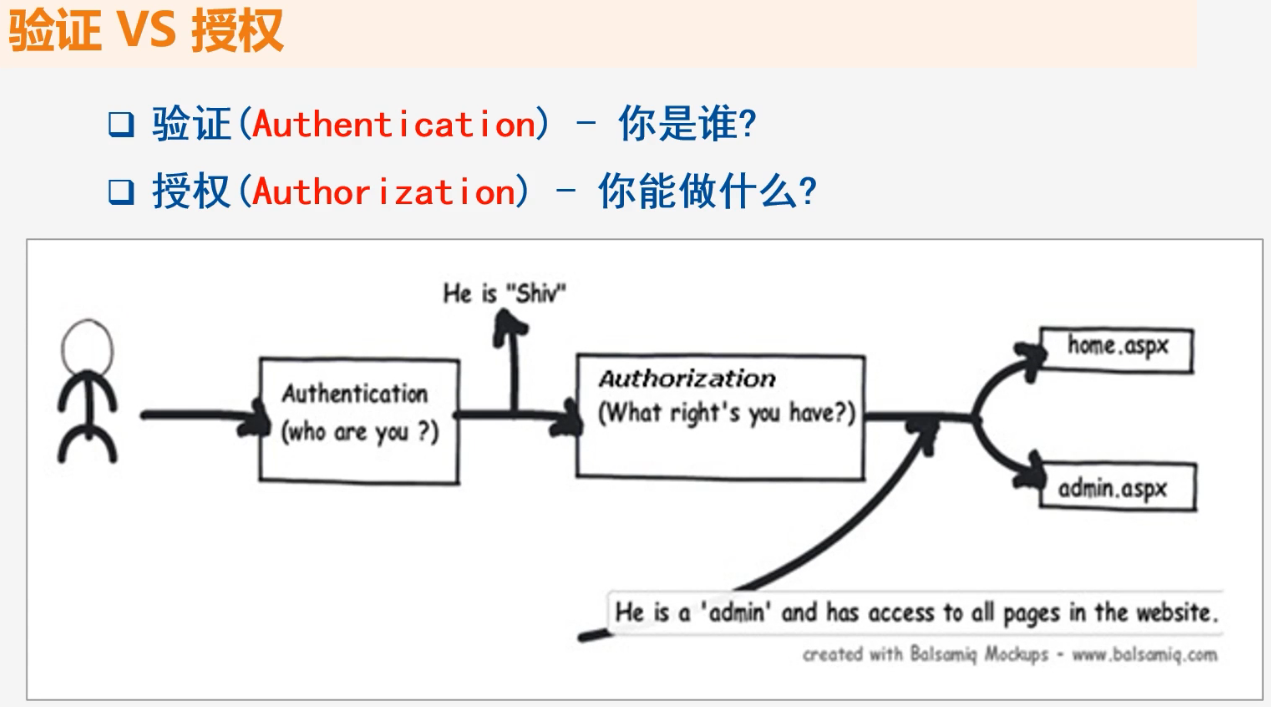 验证 VS 授权
验证(Authentication) - 你是谁?
授权(Authorization) - 你能做什么?
He is "Shiv"
Authentication
(who are you ?)
Authorization
(What right's you have?)
home.aspx
admin.aspx
He is a 'admin' and has access to all pages in the website.
created with Balsamiq Mockups - www.balsamiq.com